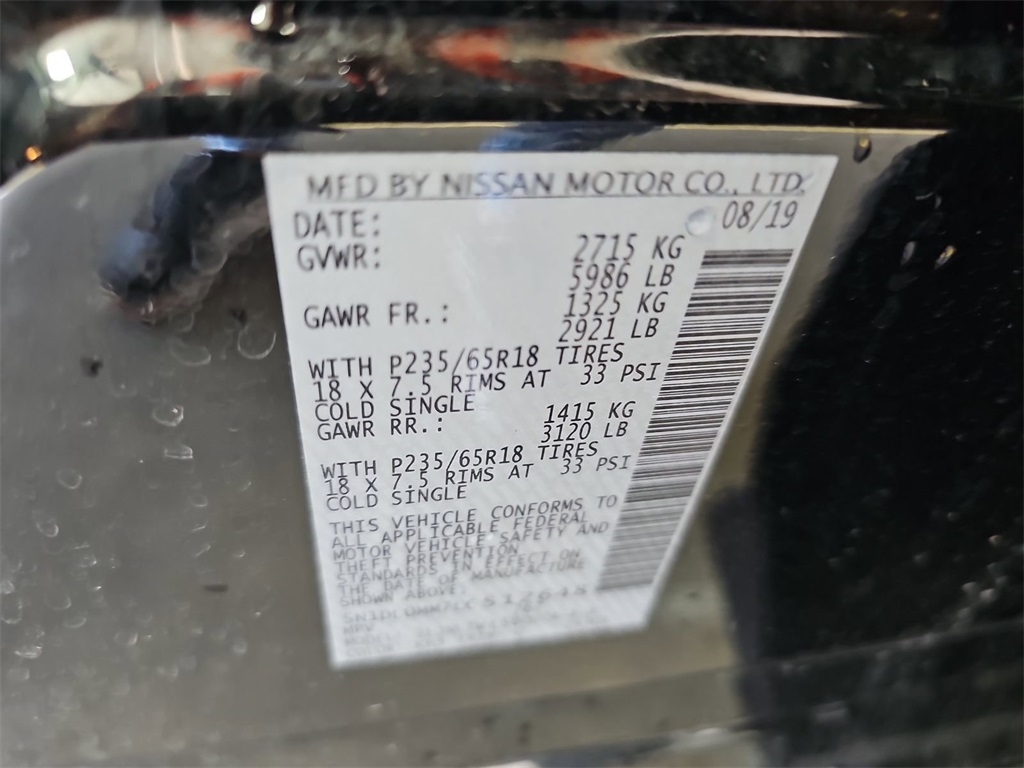 MFD BY NISSAN MOTOR CO., LTD.
DATE: 08/19
GVWR: 2715 KG
5986 LB
GAWR FR.: 1325 KG
2921 LB
WITH P235/65R18 TIRES
18 X 7.5 RIMS AT 33 PSI
COLD SINGLE
GAWR RR.: 1415 KG
3120 LB
WITH P235/65R18 TIRES
18 X 7.5 RIMS AT 33 PSI
COLD SINGLE
THIS VEHICLE CONFORMS TO
ALL APPLICABLE FEDERAL
MOTOR VEHICLE SAFETY AND
THEFT PREVENTION
STANDARDS IN EFFECT ON
THE DATE OF MANUFACTURE
SHOWN ABOVE:
MPV
MODEL: